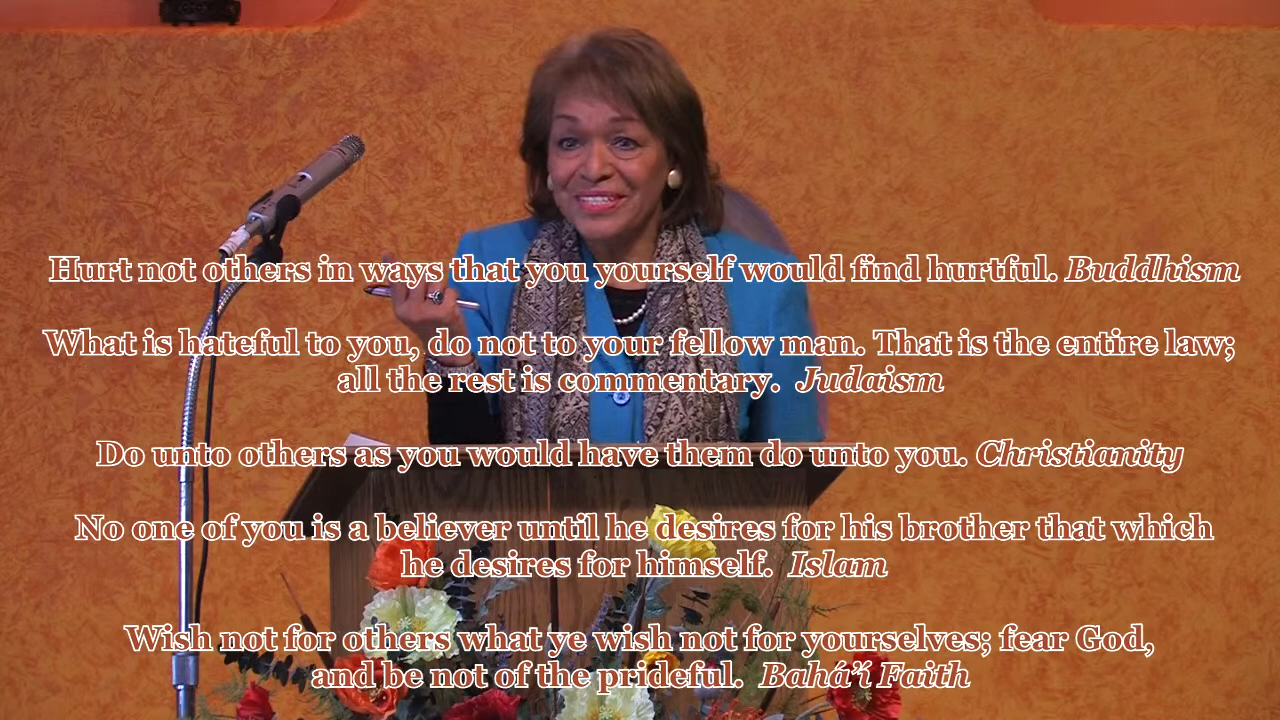 Hurt not others in ways that you yourself would find hurtful. Buddhism
What is hateful to you, do not to your fellow man. That is the entire law;
all the rest is commentary. Judaism
Do unto others as you would have them do unto you. Christianity
No one of you is a believer until he desires for his brother that which
he desires for himself. Islam
Wish not for others what ye wish not for yourselves; fear God,
and be not of the prideful. Bahá’í Faith